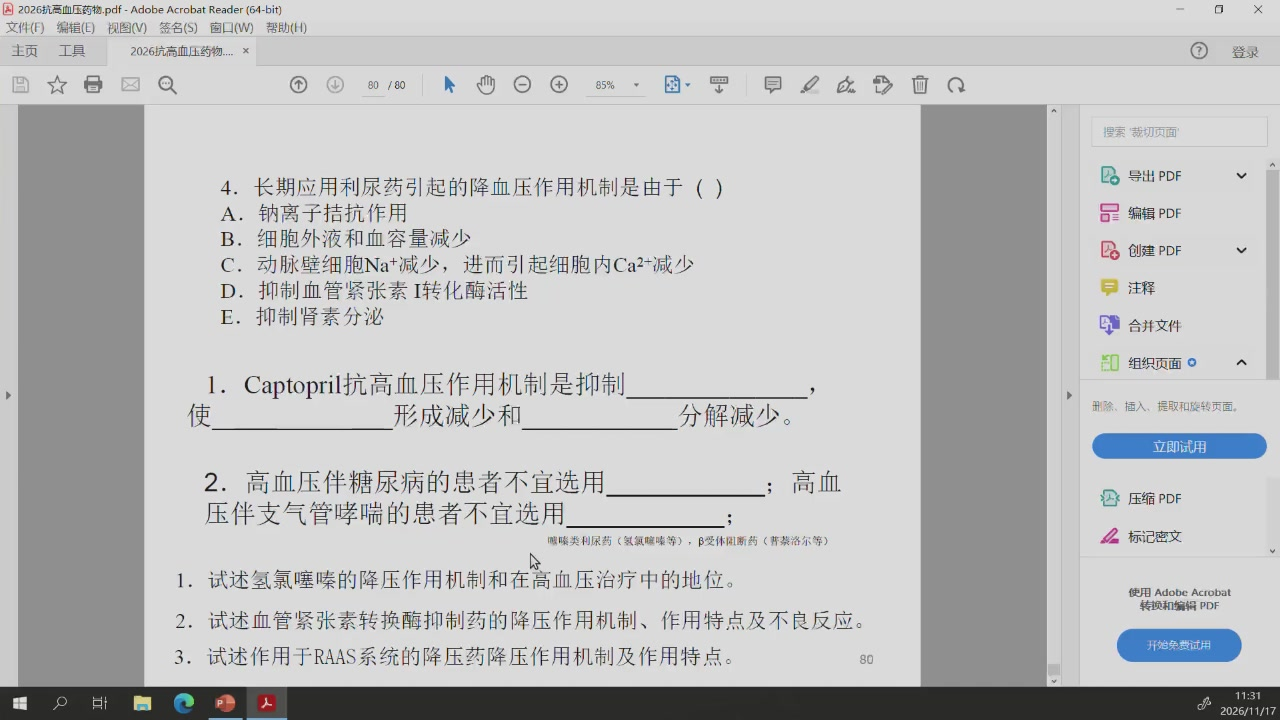 2026抗高血压药物.pdf - Adobe Acrobat Reader (64-bit)
文件(F) 编辑(E) 视图(V) 签名(S) 窗口(W) 帮助(H)
主页 工具 2026抗高血压药物.... × 登录
80 / 80 85%
4．长期应用利尿药引起的降血压作用机制是由于（ ）
A．钠离子拮抗作用
B．细胞外液和血容量减少
C．动脉壁细胞Na⁺减少，进而引起细胞内Ca²⁺减少
D．抑制血管紧张素 I转化酶活性
E．抑制肾素分泌
1．Captopril抗高血压作用机制是抑制______________，
使______________形成减少和____________分解减少。
2．高血压伴糖尿病的患者不宜选用____________；高血
压伴支气管哮喘的患者不宜选用____________；
噻嗪类利尿药（氢氯噻嗪等），β受体阻断药（普萘洛尔等）
1．试述氢氯噻嗪的降压作用机制和在高血压治疗中的地位。
2．试述血管紧张素转换酶抑制药的降压作用机制、作用特点及不良反应。
3．试述作用于RAAS系统的降压药降压作用机制及作用特点。
80
搜索 '裁切页面'
导出 PDF
编辑 PDF
创建 PDF
注释
合并文件
组织页面
删除、插入、提取和旋转页面。
立即试用
压缩 PDF
标记密文
使用 Adobe Acrobat
转换和编辑 PDF
开始免费试用
11:31
2026/11/17